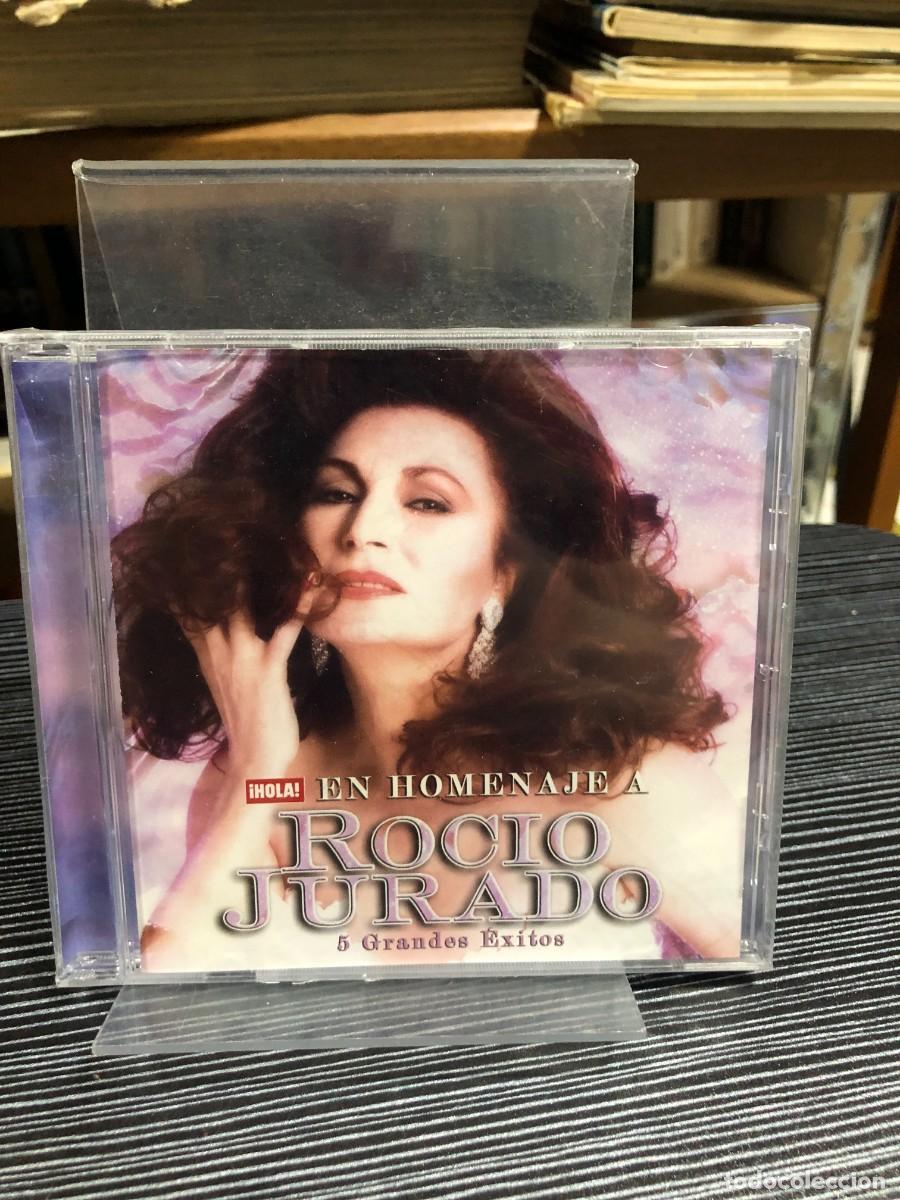 ¡HOLA! EN HOMENAJE A
ROCIO
JURADO
5 Grandes Éxitos
todocoleccion